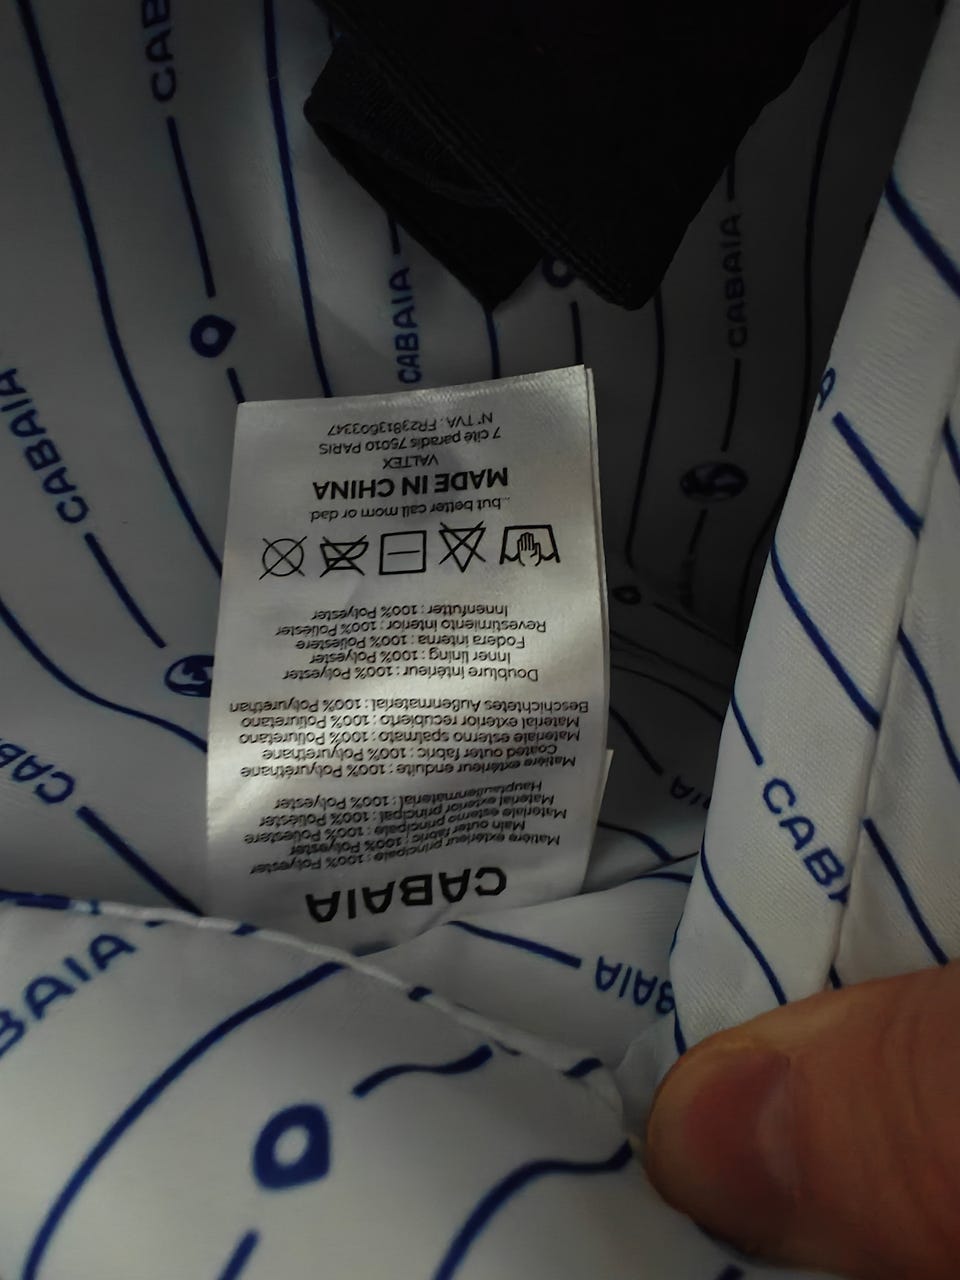 CABAIA
Matière extérieur principale : 100% Polyester
Main outer fabric : 100% Polyester
Materiale esterno principale : 100% Poliestere
Material exterior principal : 100% Poliéster
Hauptaußenmaterial : 100% Polyester
Matière extérieur enduite : 100% Polyuréthane
Coated outer fabric : 100% Polyurethane
Materiale esterno spalmato : 100% Poliuretano
Material exterior recubierto : 100% Poliuretano
Beschichtetes Außenmaterial : 100% Polyurethan
Doublure intérieur : 100% Polyester
Inner lining : 100% Polyester
Fodera interna : 100% Poliestere
Revestimiento interior : 100% Poliéster
Innenfutter : 100% Polyester
...but better call mom or dad
MADE IN CHINA
VALTEX
7 cité paradis 75010 PARIS
N° TVA : FR23813603347
CABAIA
CABAIA
CABAIA
CABAIA